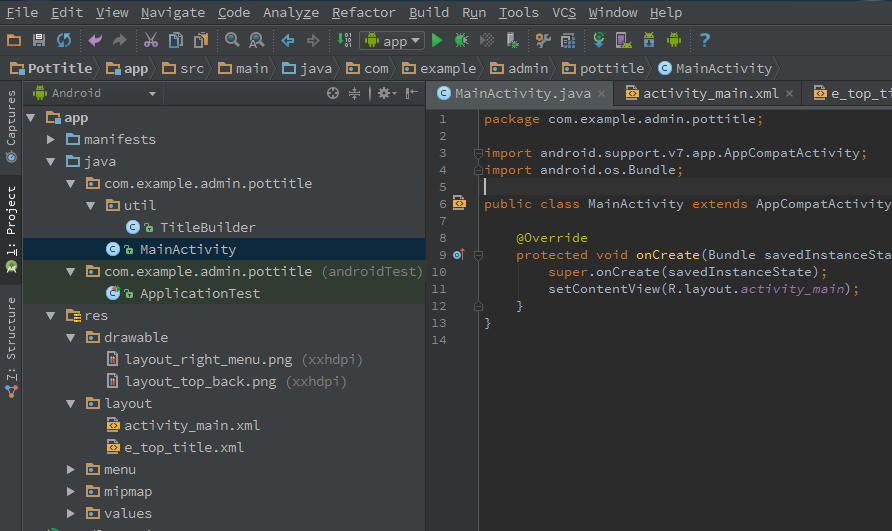 File Edit View Navigate Code Analyze Refactor Build Run Tools VCS Window Help
app
PotTitle app src main java com example admin pottitle MainActivity
Android
MainActivity.java activity_main.xml e_top_ti
Captures
1: Project
7: Structure
app
manifests
java
com.example.admin.pottitle
util
TitleBuilder
MainActivity
com.example.admin.pottitle (androidTest)
ApplicationTest
res
drawable
layout_right_menu.png (xxhdpi)
layout_top_back.png (xxhdpi)
layout
activity_main.xml
e_top_title.xml
menu
mipmap
values
1 package com.example.admin.pottitle;
2
3 import android.support.v7.app.AppCompatActivity;
4 import android.os.Bundle;
5
6 public class MainActivity extends AppCompatActivity
7
8 @Override
9 protected void onCreate(Bundle savedInstanceSta
10 super.onCreate(savedInstanceState);
11 setContentView(R.layout.activity_main);
12 }
13 }
14